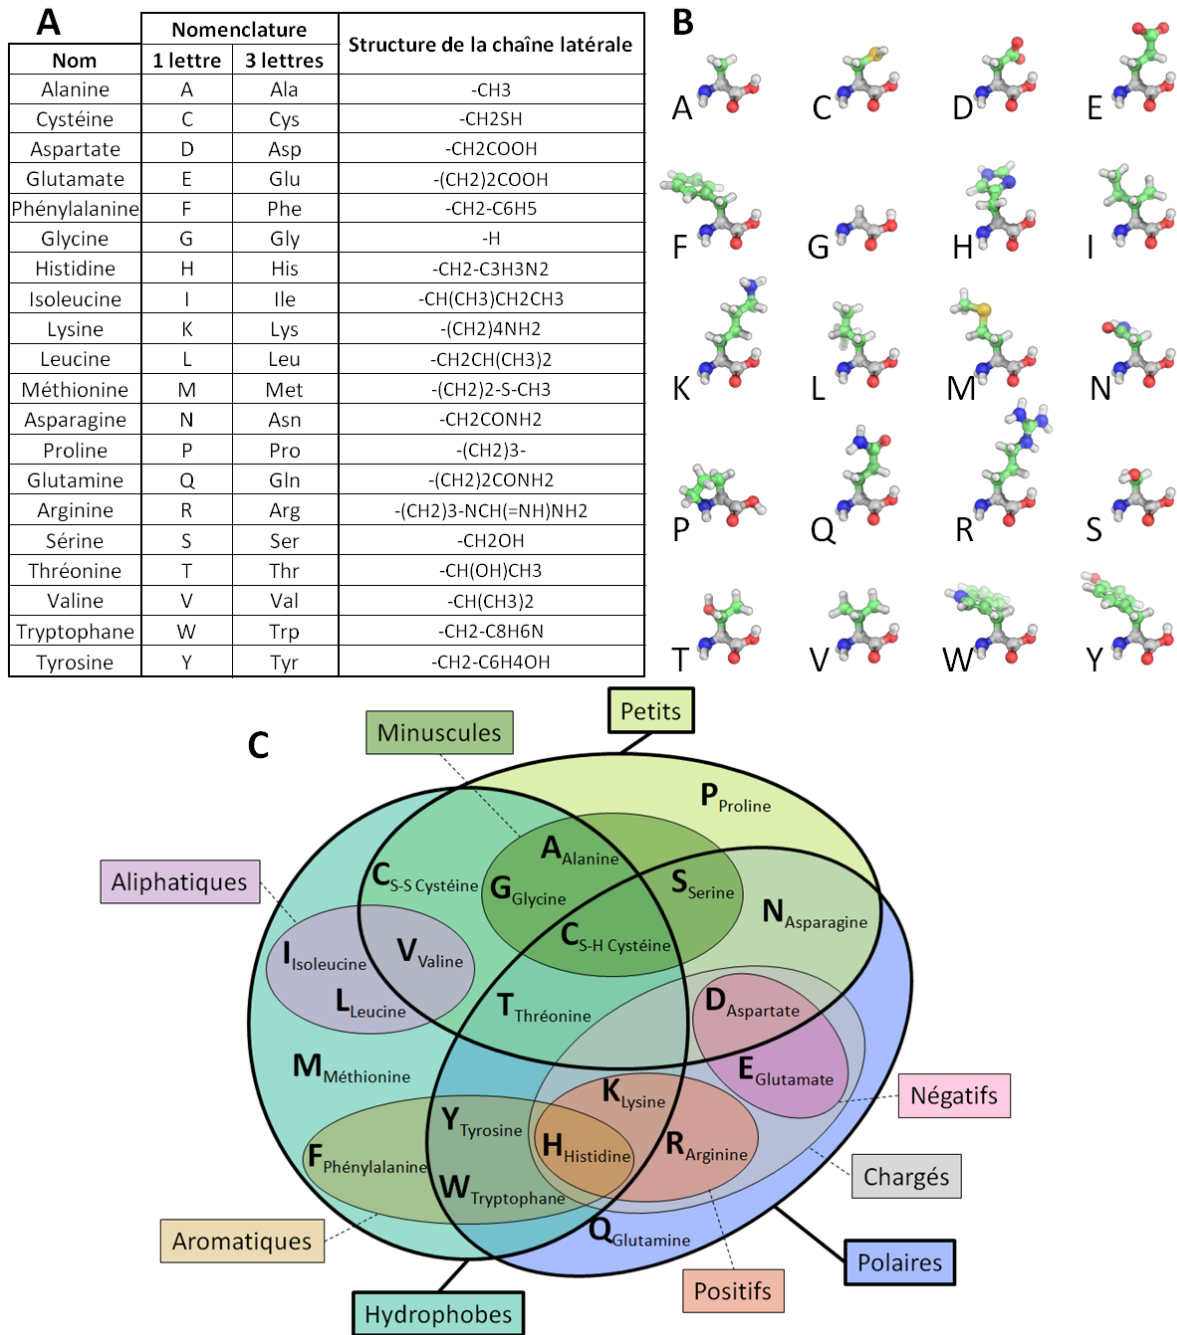 A
Nomenclature
Structure de la chaîne latérale
Nom 1 lettre 3 lettres
Alanine A Ala -CH3
Cystéine C Cys -CH2SH
Aspartate D Asp -CH2COOH
Glutamate E Glu -(CH2)2COOH
Phénylalanine F Phe -CH2-C6H5
Glycine G Gly -H
Histidine H His -CH2-C3H3N2
Isoleucine I Ile -CH(CH3)CH2CH3
Lysine K Lys -(CH2)4NH2
Leucine L Leu -CH2CH(CH3)2
Méthionine M Met -(CH2)2-S-CH3
Asparagine N Asn -CH2CONH2
Proline P Pro -(CH2)3-
Glutamine Q Gln -(CH2)2CONH2
Arginine R Arg -(CH2)3-NCH(=NH)NH2
Sérine S Ser -CH2OH
Thréonine T Thr -CH(OH)CH3
Valine V Val -CH(CH3)2
Tryptophane W Trp -CH2-C8H6N
Tyrosine Y Tyr -CH2-C6H4OH
B
A C D E
F G H I
K L M N
P Q R S
T V W Y
C
Petits
Minuscules
P Proline
A Alanine
Aliphatiques
C S-S Cystéine
G Glycine
S Serine
N Asparagine
C S-H Cystéine
I Isoleucine
V Valine
L Leucine
T Thréonine
D Aspartate
M Méthionine
E Glutamate
K Lysine
Négatifs
Y Tyrosine
F Phénylalanine
H Histidine
R Arginine
Chargés
W Tryptophane
Q Glutamine
Aromatiques
Polaires
Positifs
Hydrophobes